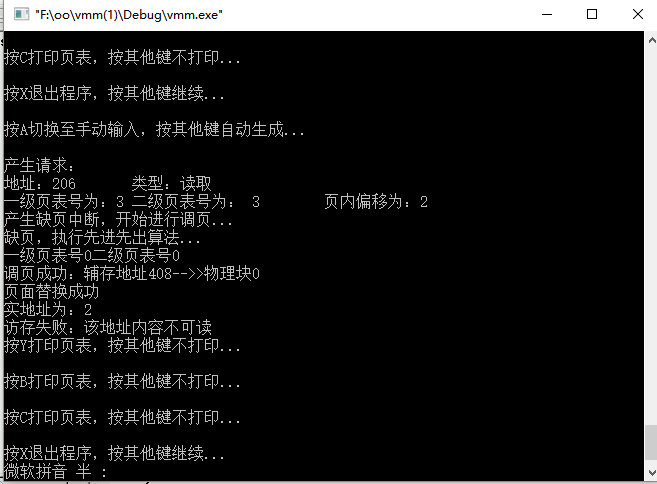 "F:\oo\vmm(1)\Debug\vmm.exe"
按C打印页表，按其他键不打印...
按X退出程序，按其他键继续...
按A切换至手动输入，按其他键自动生成...
产生请求：
地址：206 类型：读取
一级页表号为：3 二级页表号为： 3 页内偏移为：2
产生缺页中断，开始进行调页...
缺页，执行先进先出算法...
一级页表号0二级页表号0
调页成功：辅存地址408-->>物理块0
页面替换成功
实地址为：2
访存失败：该地址内容不可读
按Y打印页表，按其他键不打印...
按B打印页表，按其他键不打印...
按C打印页表，按其他键不打印...
按X退出程序，按其他键继续...
微软拼音 半 ：